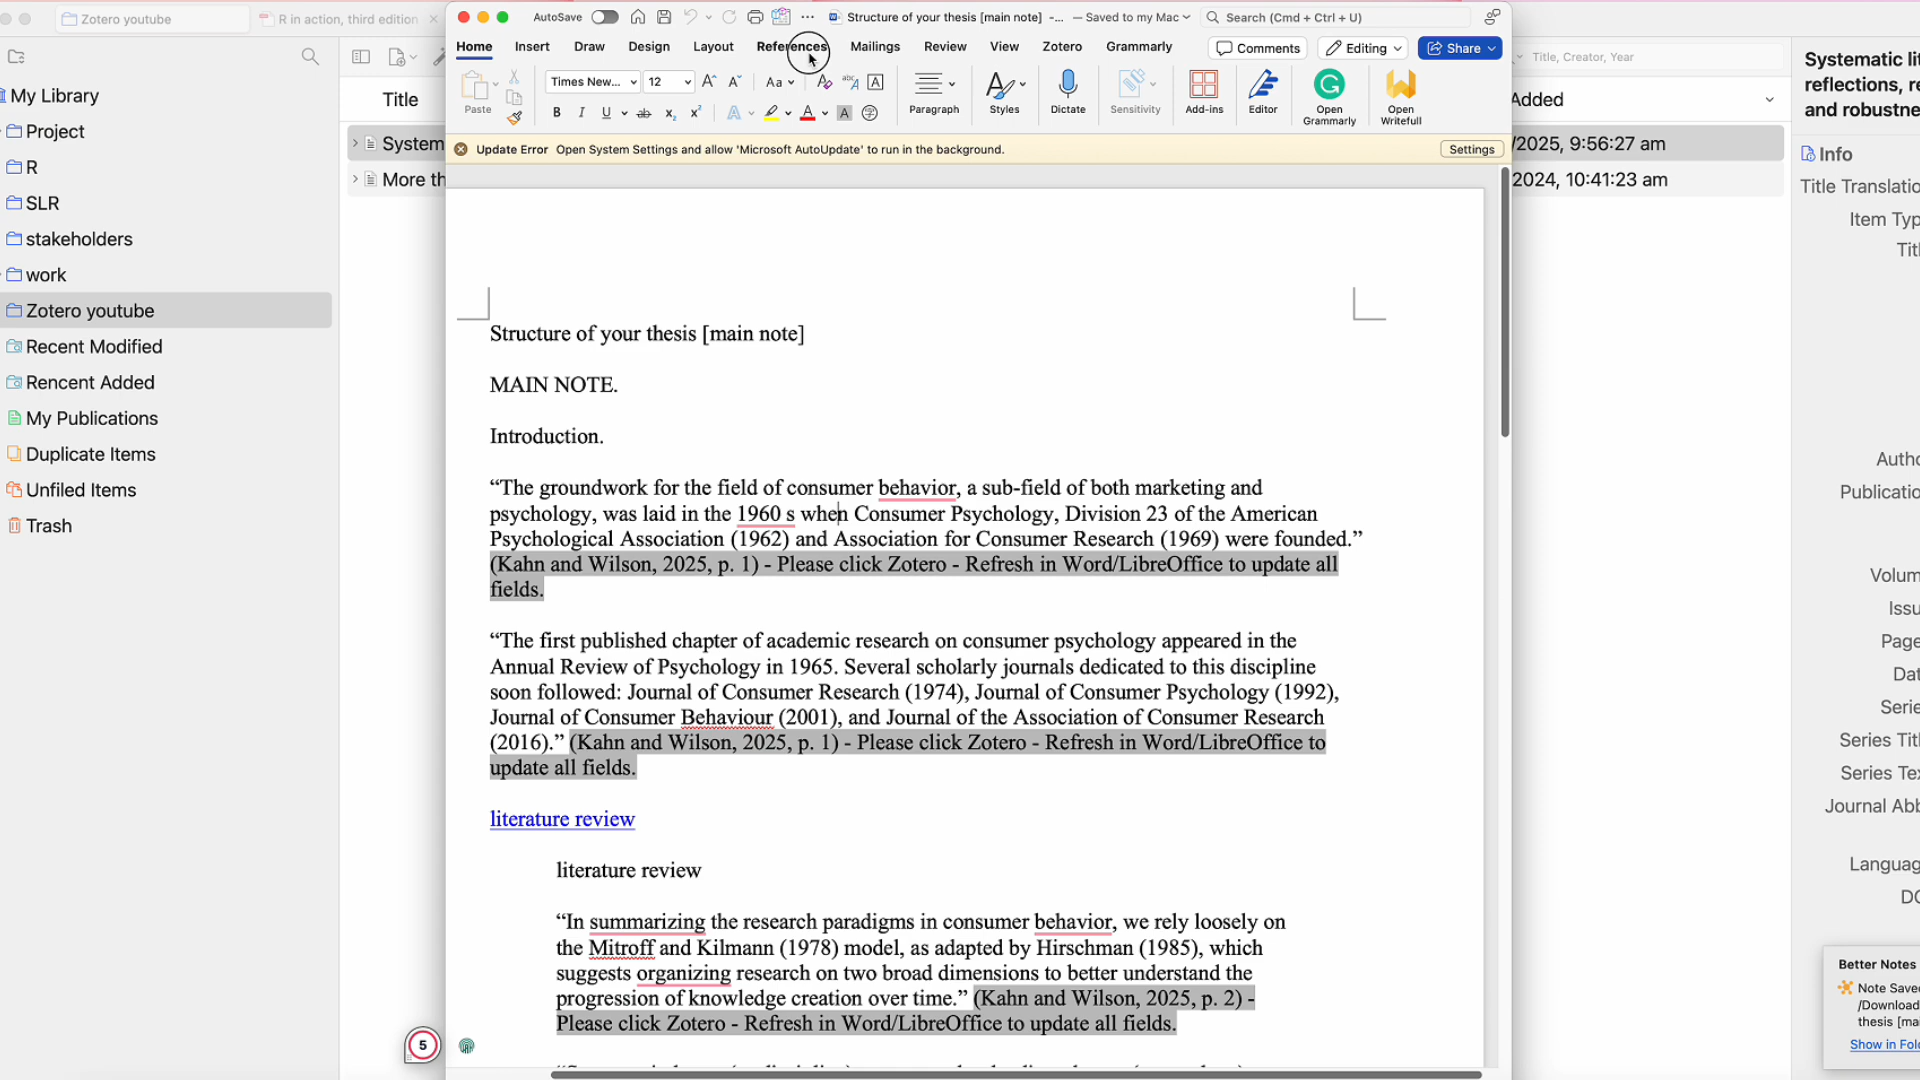 Zotero youtube
R in action, third edition
AutoSave
Structure of your thesis [main note] -... — Saved to my Mac
Search (Cmd + Ctrl + U)
Home
Insert
Draw
Design
Layout
References
Mailings
Review
View
Zotero
Grammarly
Comments
Editing
Share
Paste
Times New...
12
Aa
B I U ab x₂ x²
Paragraph
Styles
Dictate
Sensitivity
Add-ins
Editor
Open
Grammarly
Open
Writefull
Update Error Open System Settings and allow 'Microsoft AutoUpdate' to run in the background.
Settings
My Library
Project
R
SLR
stakeholders
work
Zotero youtube
Recent Modified
Rencent Added
My Publications
Duplicate Items
Unfiled Items
Trash
Title
System
More th
Structure of your thesis [main note]
MAIN NOTE.
Introduction.
“The groundwork for the field of consumer behavior, a sub-field of both marketing and
psychology, was laid in the 1960 s when Consumer Psychology, Division 23 of the American
Psychological Association (1962) and Association for Consumer Research (1969) were founded.”
(Kahn and Wilson, 2025, p. 1) - Please click Zotero - Refresh in Word/LibreOffice to update all
fields.
“The first published chapter of academic research on consumer psychology appeared in the
Annual Review of Psychology in 1965. Several scholarly journals dedicated to this discipline
soon followed: Journal of Consumer Research (1974), Journal of Consumer Psychology (1992),
Journal of Consumer Behaviour (2001), and Journal of the Association of Consumer Research
(2016).” (Kahn and Wilson, 2025, p. 1) - Please click Zotero - Refresh in Word/LibreOffice to
update all fields.
literature review
literature review
“In summarizing the research paradigms in consumer behavior, we rely loosely on
the Mitroff and Kilmann (1978) model, as adapted by Hirschman (1985), which
suggests organizing research on two broad dimensions to better understand the
progression of knowledge creation over time.” (Kahn and Wilson, 2025, p. 2) -
Please click Zotero - Refresh in Word/LibreOffice to update all fields.
5
Title, Creator, Year
Added
/2025, 9:56:27 am
2024, 10:41:23 am
Systematic lit
reflections, re
and robustne
Info
Title Translatio
Item Typ
Titl
Autho
Publicatio
Volum
Issu
Page
Dat
Serie
Series Titl
Series Tex
Journal Abb
Languag
DO
Better Notes
Note Save
/Download
thesis [mai
Show in Fol